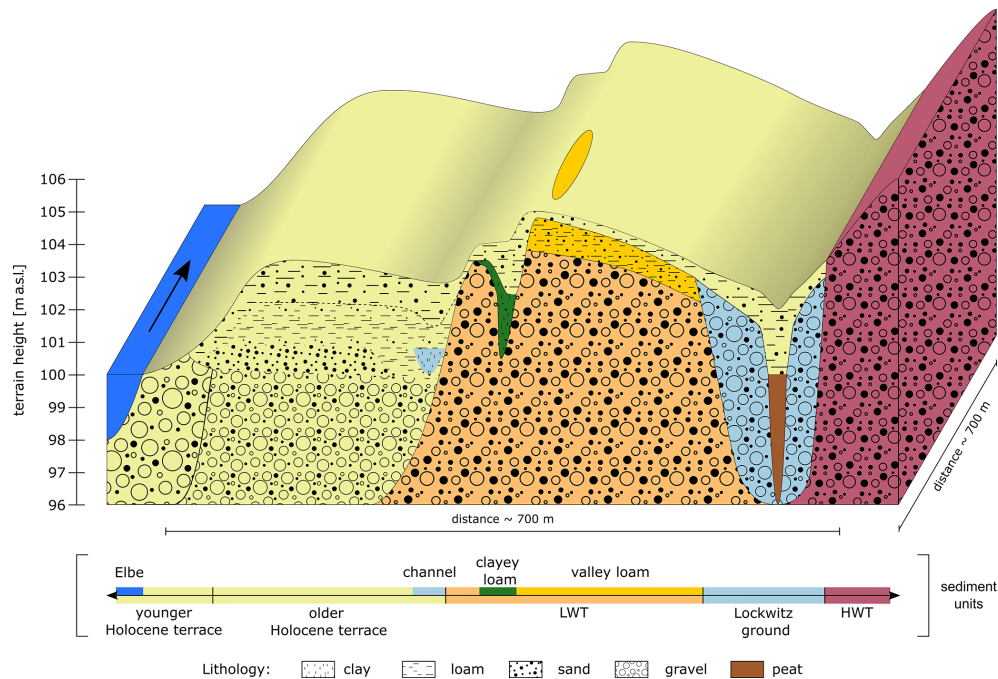 106
105
104
103
102
101
100
99
98
97
96
terrain height [m a.s.l.]
distance ~ 700 m
distance ~ 700 m
Elbe
channel
clayey
loam
valley loam
younger
Holocene terrace
older
Holocene terrace
LWT
Lockwitz
ground
HWT
sediment
units
Lithology:
clay
loam
sand
gravel
peat